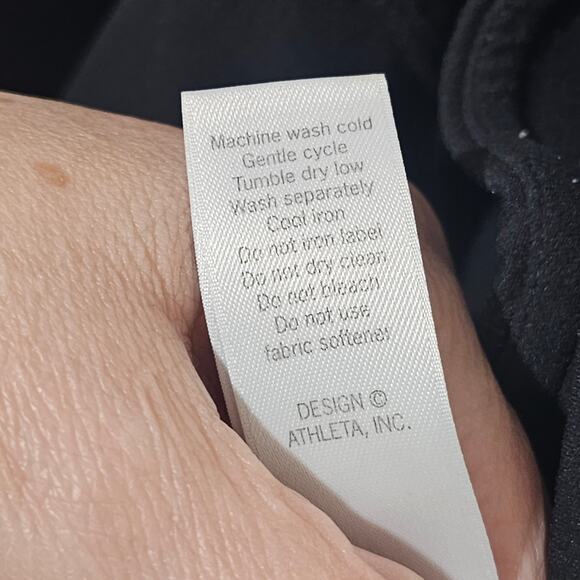 Machine wash cold
Gentle cycle
Tumble dry low
Wash separately
Cool iron
Do not iron label
Do not dry clean
Do not bleach
Do not use
fabric softener
DESIGN ©
ATHLETA, INC.